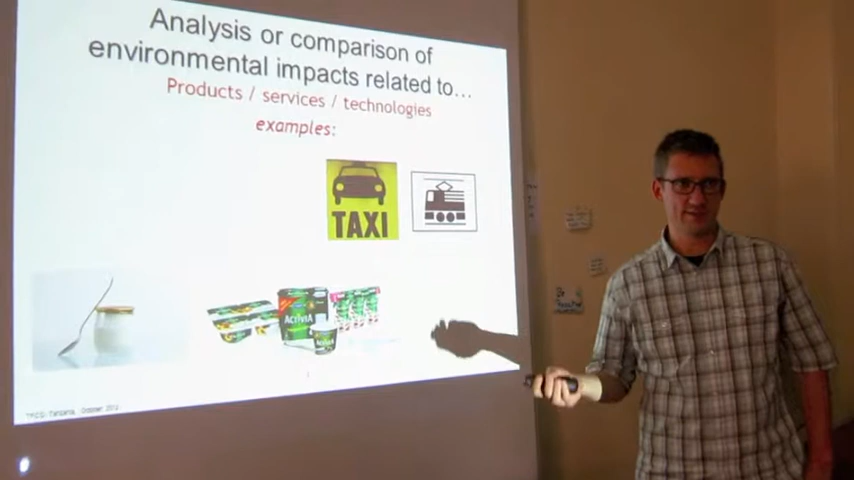 Analysis or comparison of
environmental impacts related to...
Products / services / technologies
examples:
TAXI
ACTIVIA